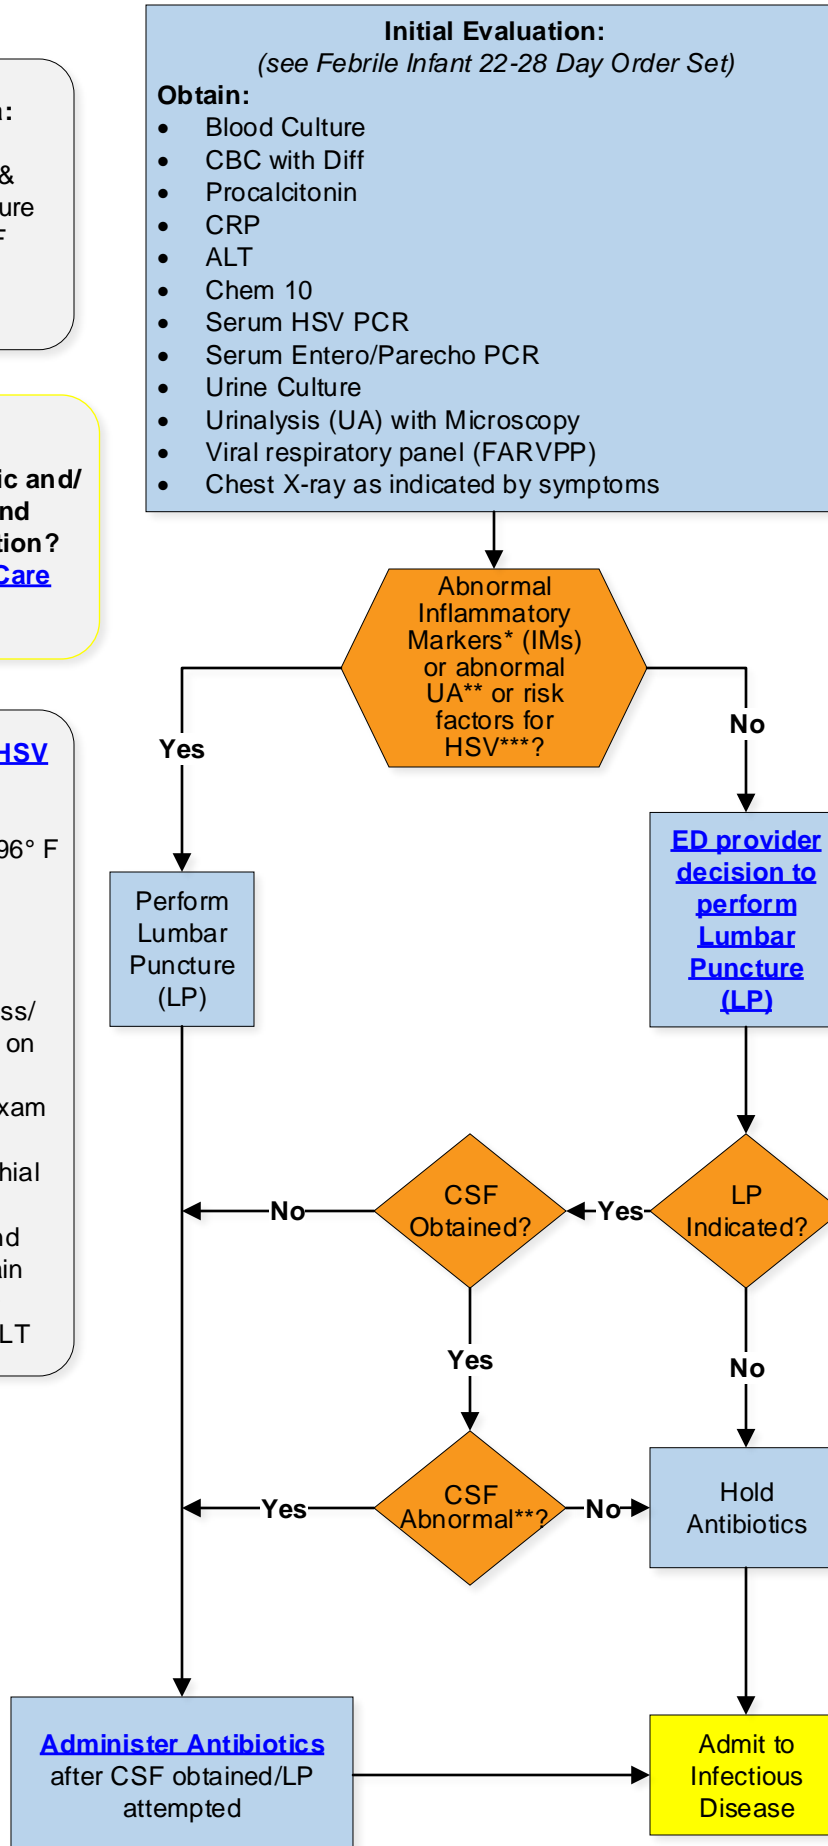 Initial Evaluation:
(see Febrile Infant 22-28 Day Order Set)
Obtain:
• Blood Culture
• CBC with Diff
• Procalcitonin
• CRP
• ALT
• Chem 10
• Serum HSV PCR
• Serum Entero/Parecho PCR
• Urine Culture
• Urinalysis (UA) with Microscopy
• Viral respiratory panel (FARVPP)
• Chest X-ray as indicated by symptoms
&
and/
Care
HSV
96° F
on
Abnormal
Inflammatory
Markers* (IMs)
or abnormal
UA** or risk
factors for
HSV***?
Yes
No
Perform
Lumbar
Puncture
(LP)
ED provider
decision to
perform
Lumbar
Puncture
(LP)
CSF
Obtained?
No
Yes
LP
Indicated?
Yes
No
CSF
Abnormal**?
Yes
No
Hold
Antibiotics
Administer Antibiotics
after CSF obtained/LP
attempted
Admit to
Infectious
Disease